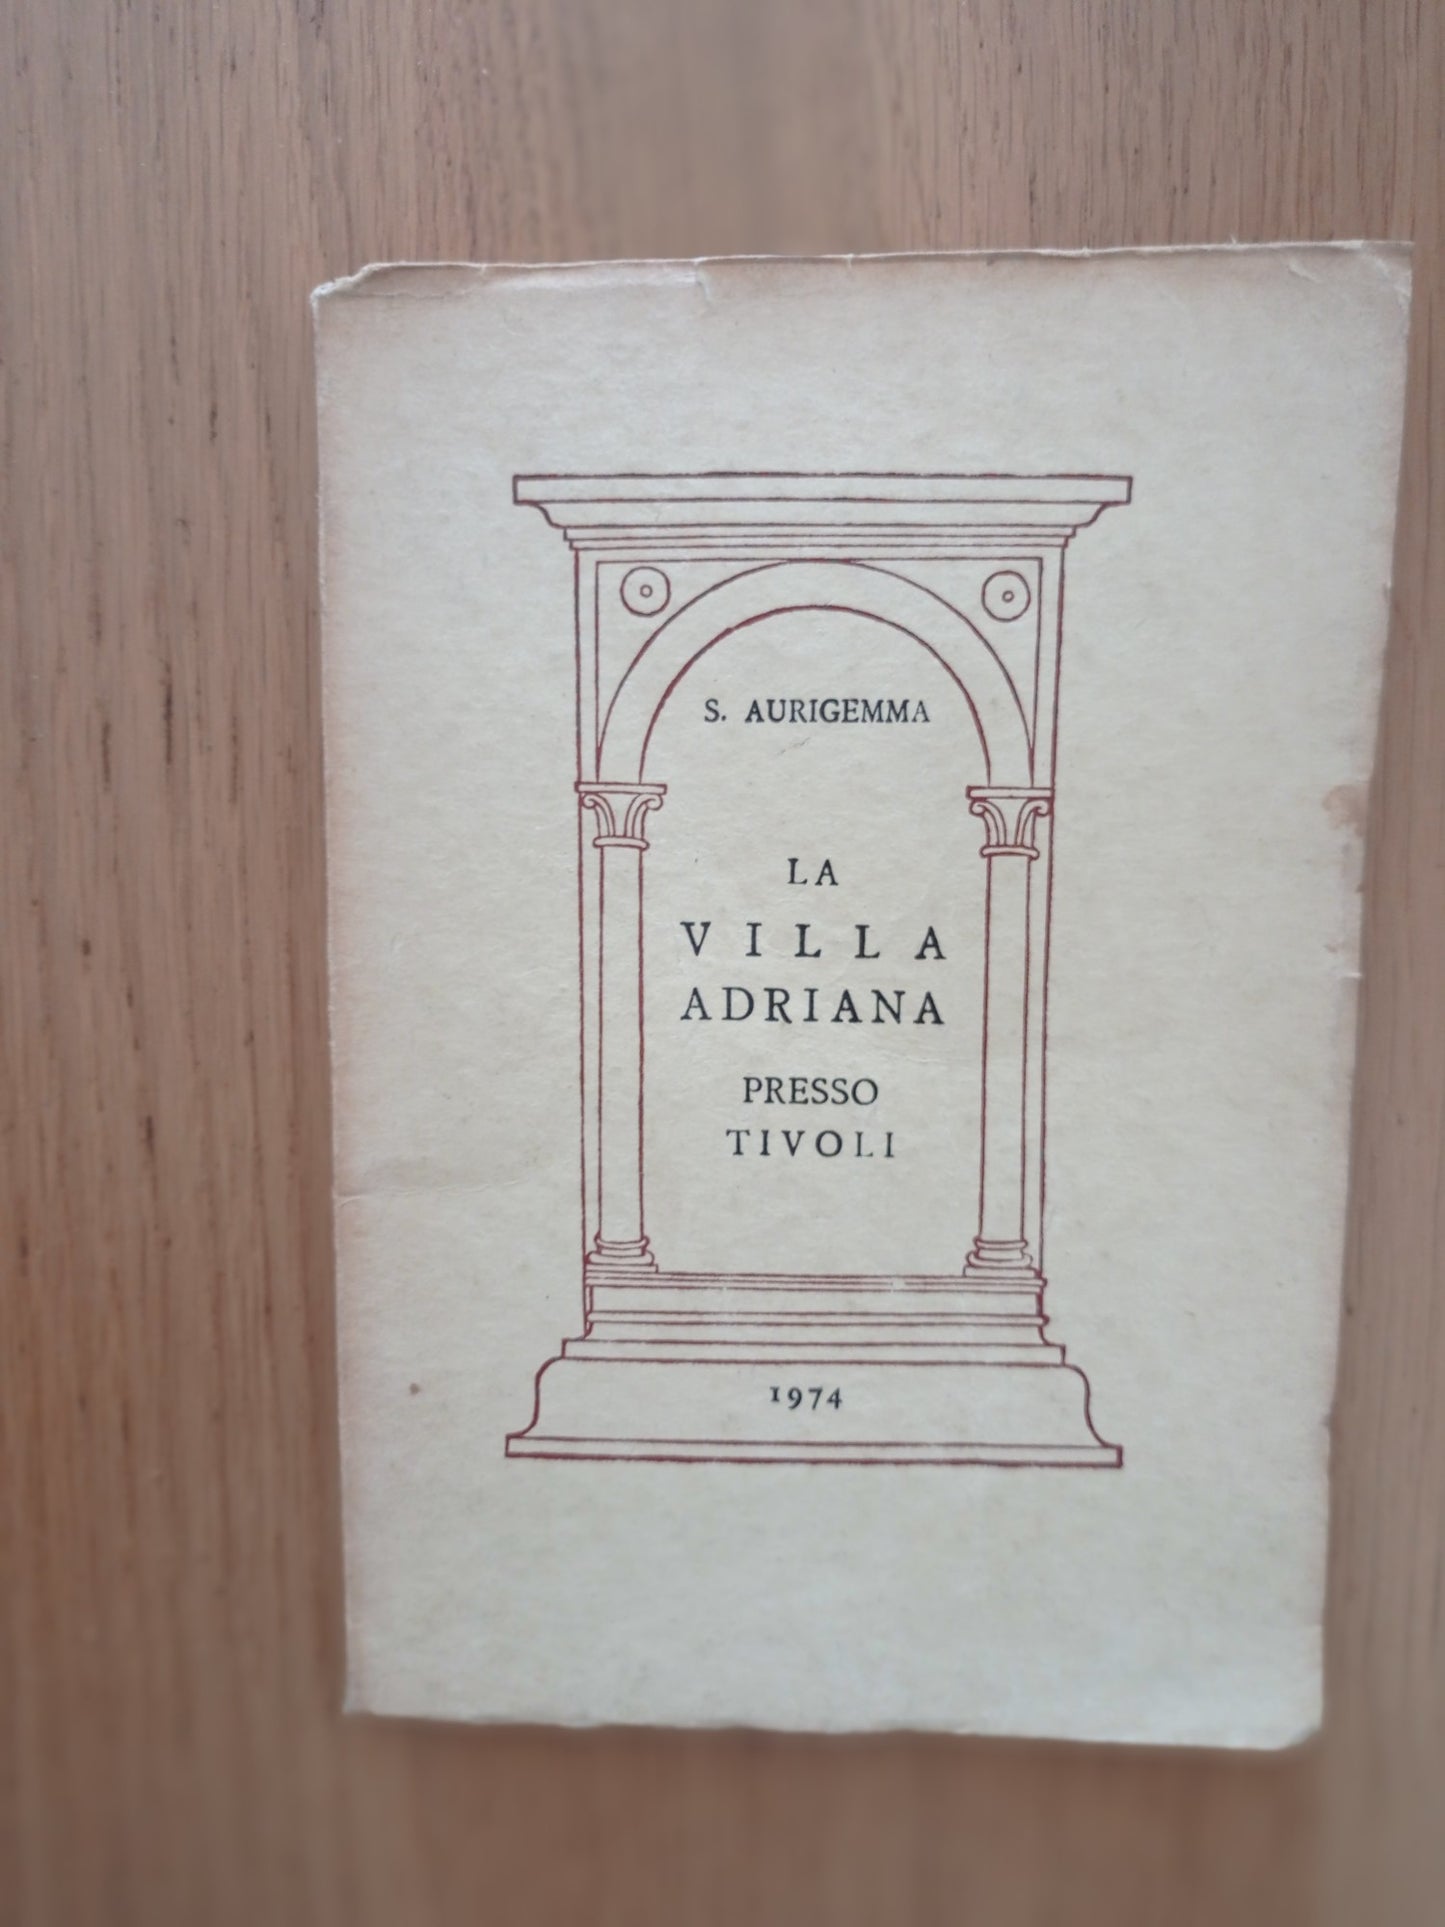 S. AURIGEMMA
LA
VILLA
ADRIANA
PRESSO
TIVOLI
1974